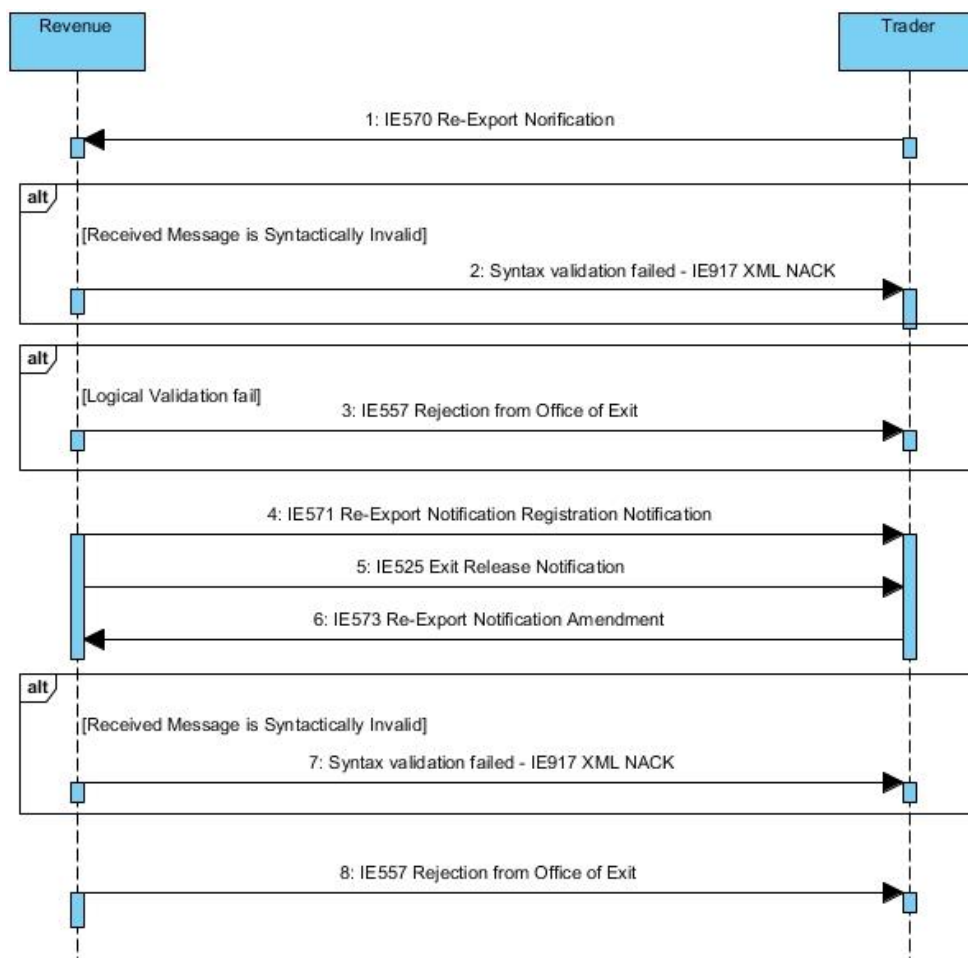 Revenue
Trader
1: IE570 Re-Export Norification
alt
[Received Message is Syntactically Invalid]
2: Syntax validation failed - IE917 XML NACK
alt
[Logical Validation fail]
3: IE557 Rejection from Office of Exit
4: IE571 Re-Export Notification Registration Notification
5: IE525 Exit Release Notification
6: IE573 Re-Export Notification Amendment
alt
[Received Message is Syntactically Invalid]
7: Syntax validation failed - IE917 XML NACK
8: IE557 Rejection from Office of Exit